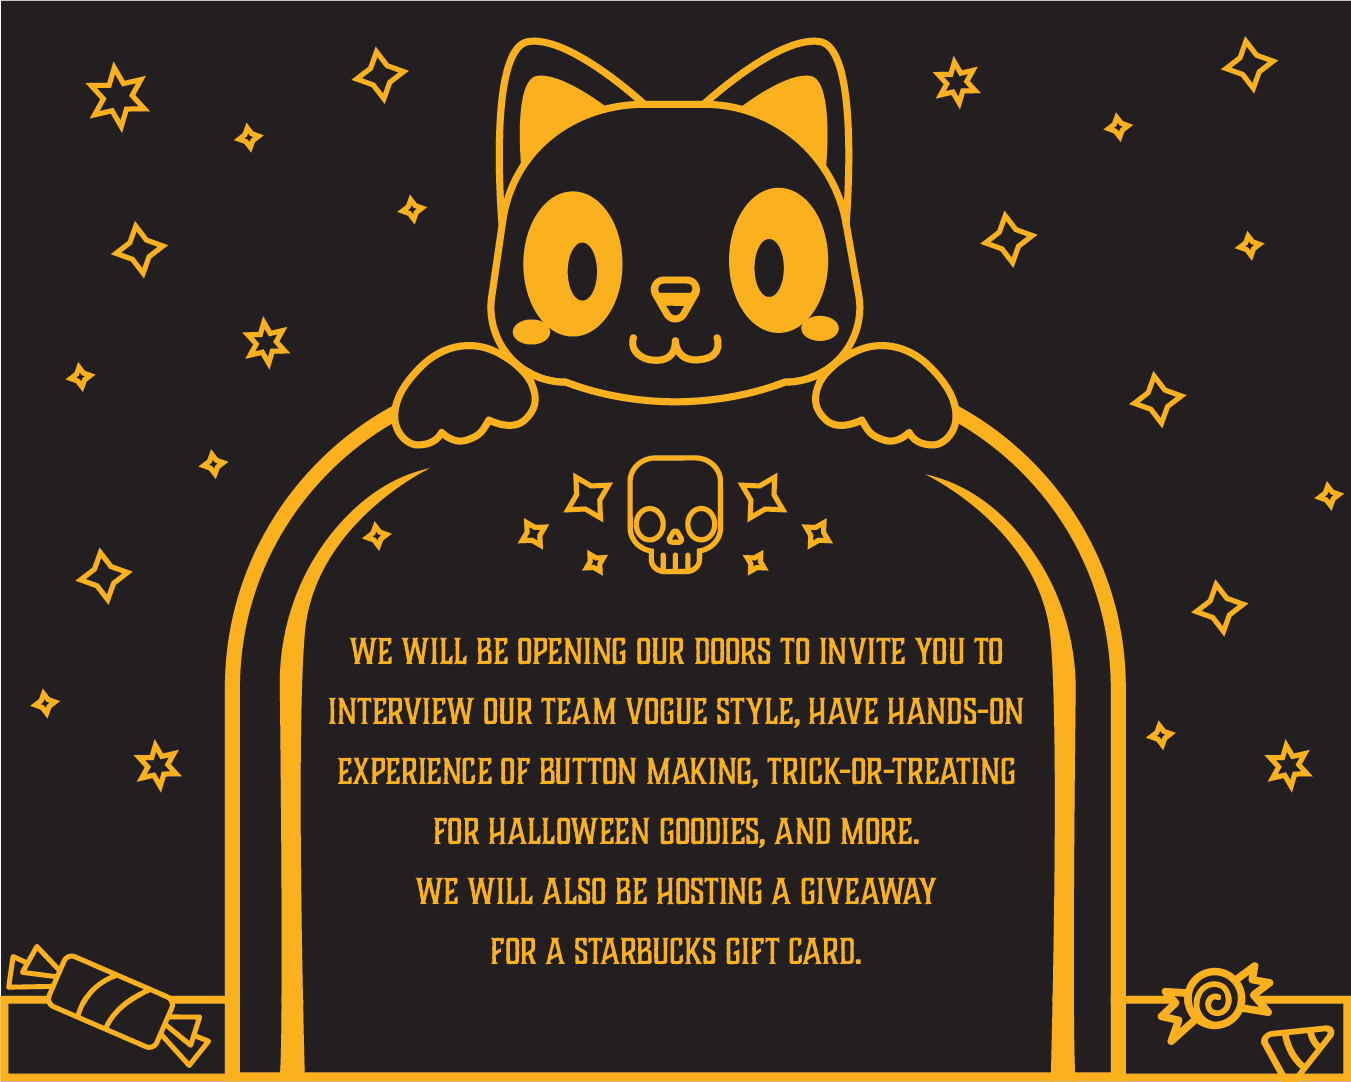 WE WILL BE OPENING OUR DOORS TO INVITE YOU TO
INTERVIEW OUR TEAM VOGUE STYLE, HAVE HANDS-ON
EXPERIENCE OF BUTTON MAKING, TRICK-OR-TREATING
FOR HALLOWEEN GOODIES, AND MORE.
WE WILL ALSO BE HOSTING A GIVEAWAY
FOR A STARBUCKS GIFT CARD.